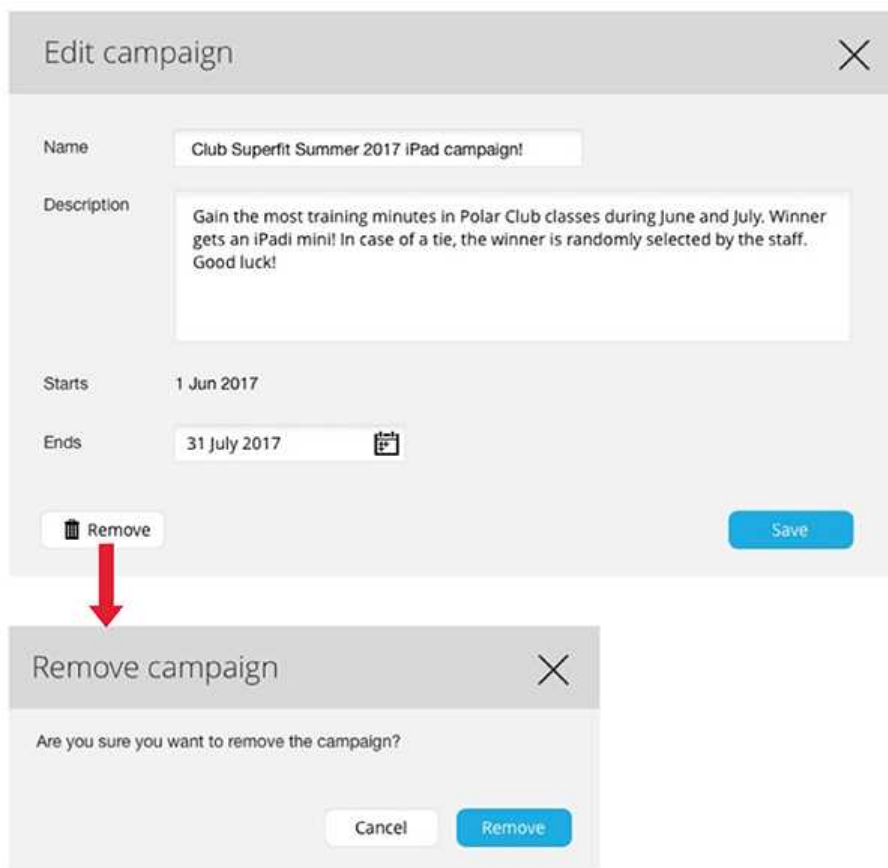 Edit campaign
Name
Club Superfit Summer 2017 iPad campaign!
Description
Gain the most training minutes in Polar Club classes during June and July. Winner
gets an iPadi mini! In case of a tie, the winner is randomly selected by the staff.
Good luck!
Starts
1 Jun 2017
Ends
31 July 2017
Remove
Save
Remove campaign
Are you sure you want to remove the campaign?
Cancel
Remove